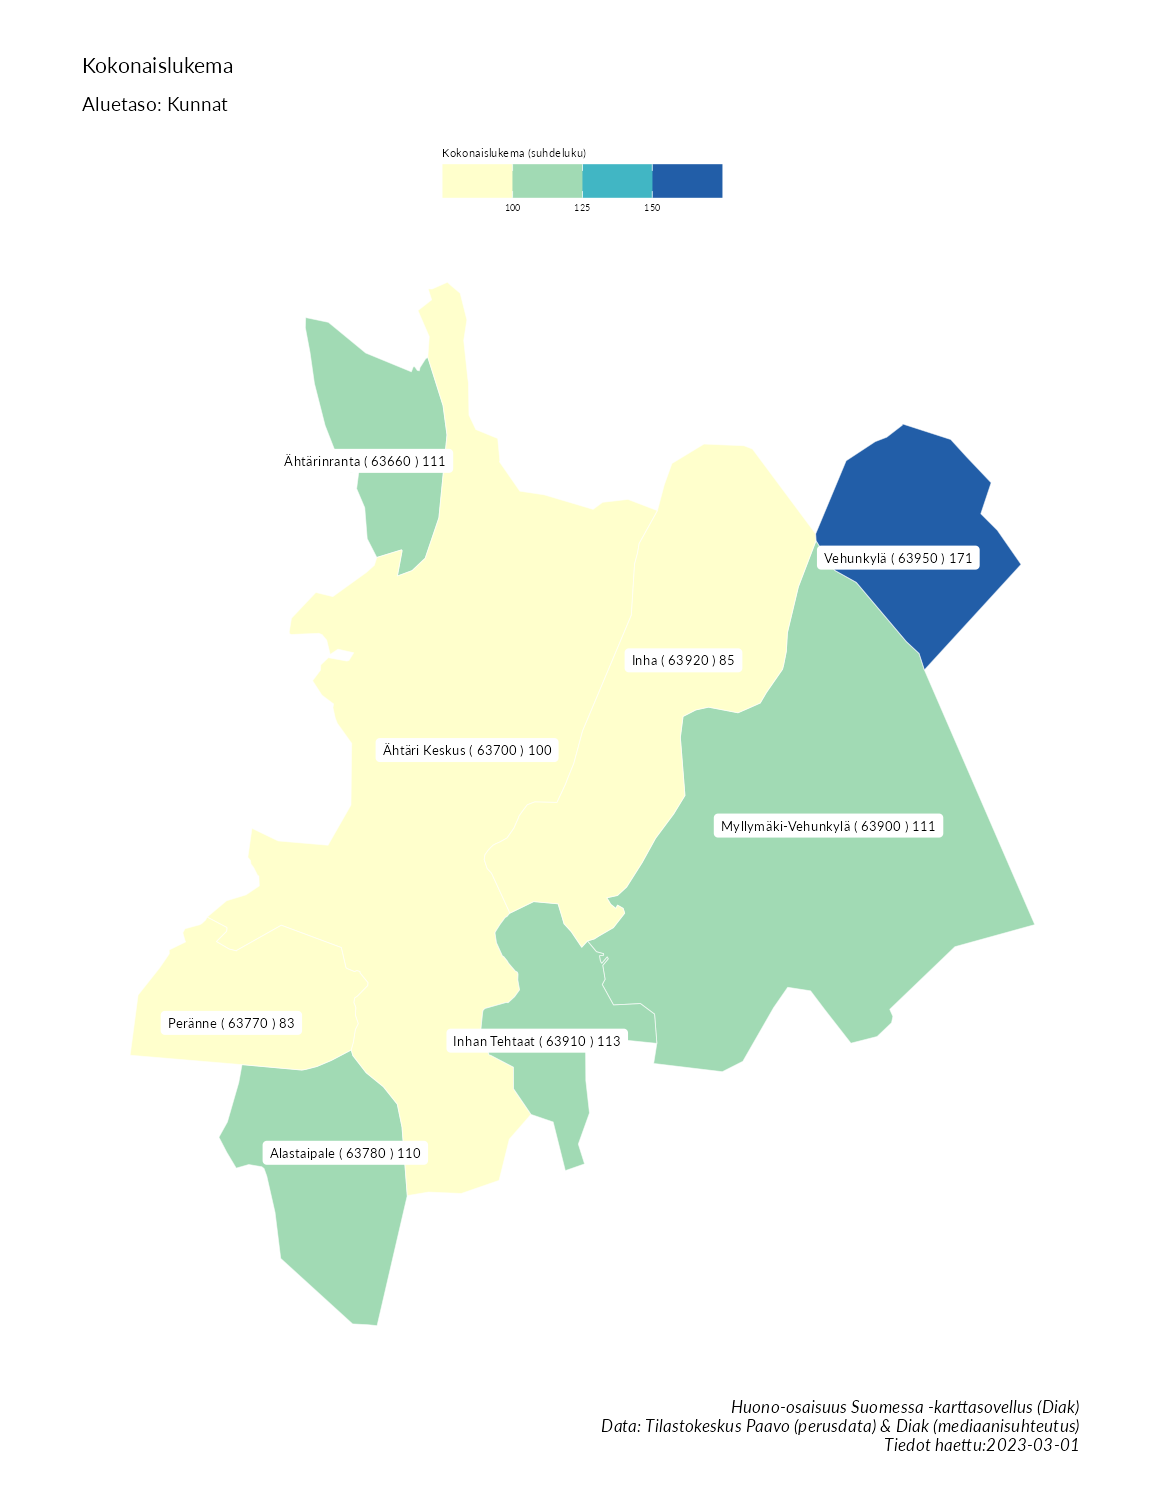 Kokonaislukema
Aluetaso: Kunnat
Kokonaislukema (suhdeluku)
100 125 150
Ähtärinranta ( 63660 ) 111
Vehunkylä ( 63950 ) 171
Inha ( 63920 ) 85
Ähtäri Keskus ( 63700 ) 100
Myllymäki-Vehunkylä ( 63900 ) 111
Peränne ( 63770 ) 83
Inhan Tehtaat ( 63910 ) 113
Alastaipale ( 63780 ) 110
Huono-osaisuus Suomessa -karttasovellus (Diak)
Data: Tilastokeskus Paavo (perusdata) & Diak (mediaanisuhteutus)
Tiedot haettu:2023-03-01